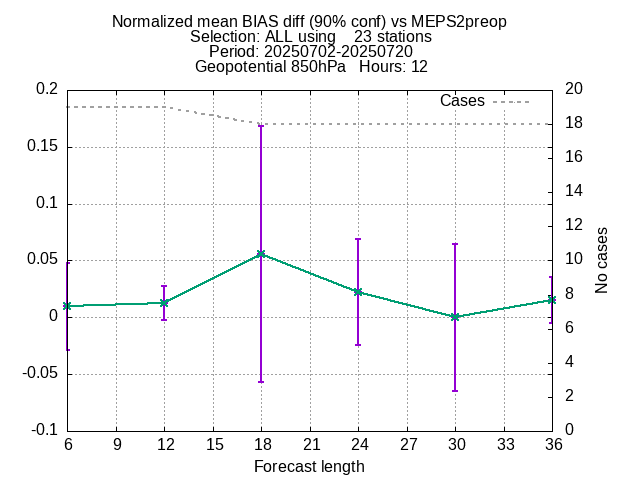 Normalized mean BIAS diff (90% conf) vs MEPS2preop
Selection: ALL using    23 stations
Period: 20250702-20250720
Geopotential 850hPa   Hours: 12
Cases
0.2
0.15
0.1
0.05
0
-0.05
-0.1
20
18
16
14
12
10
8
6
4
2
0
No cases
6 9 12 15 18 21 24 27 30 33 36
Forecast length